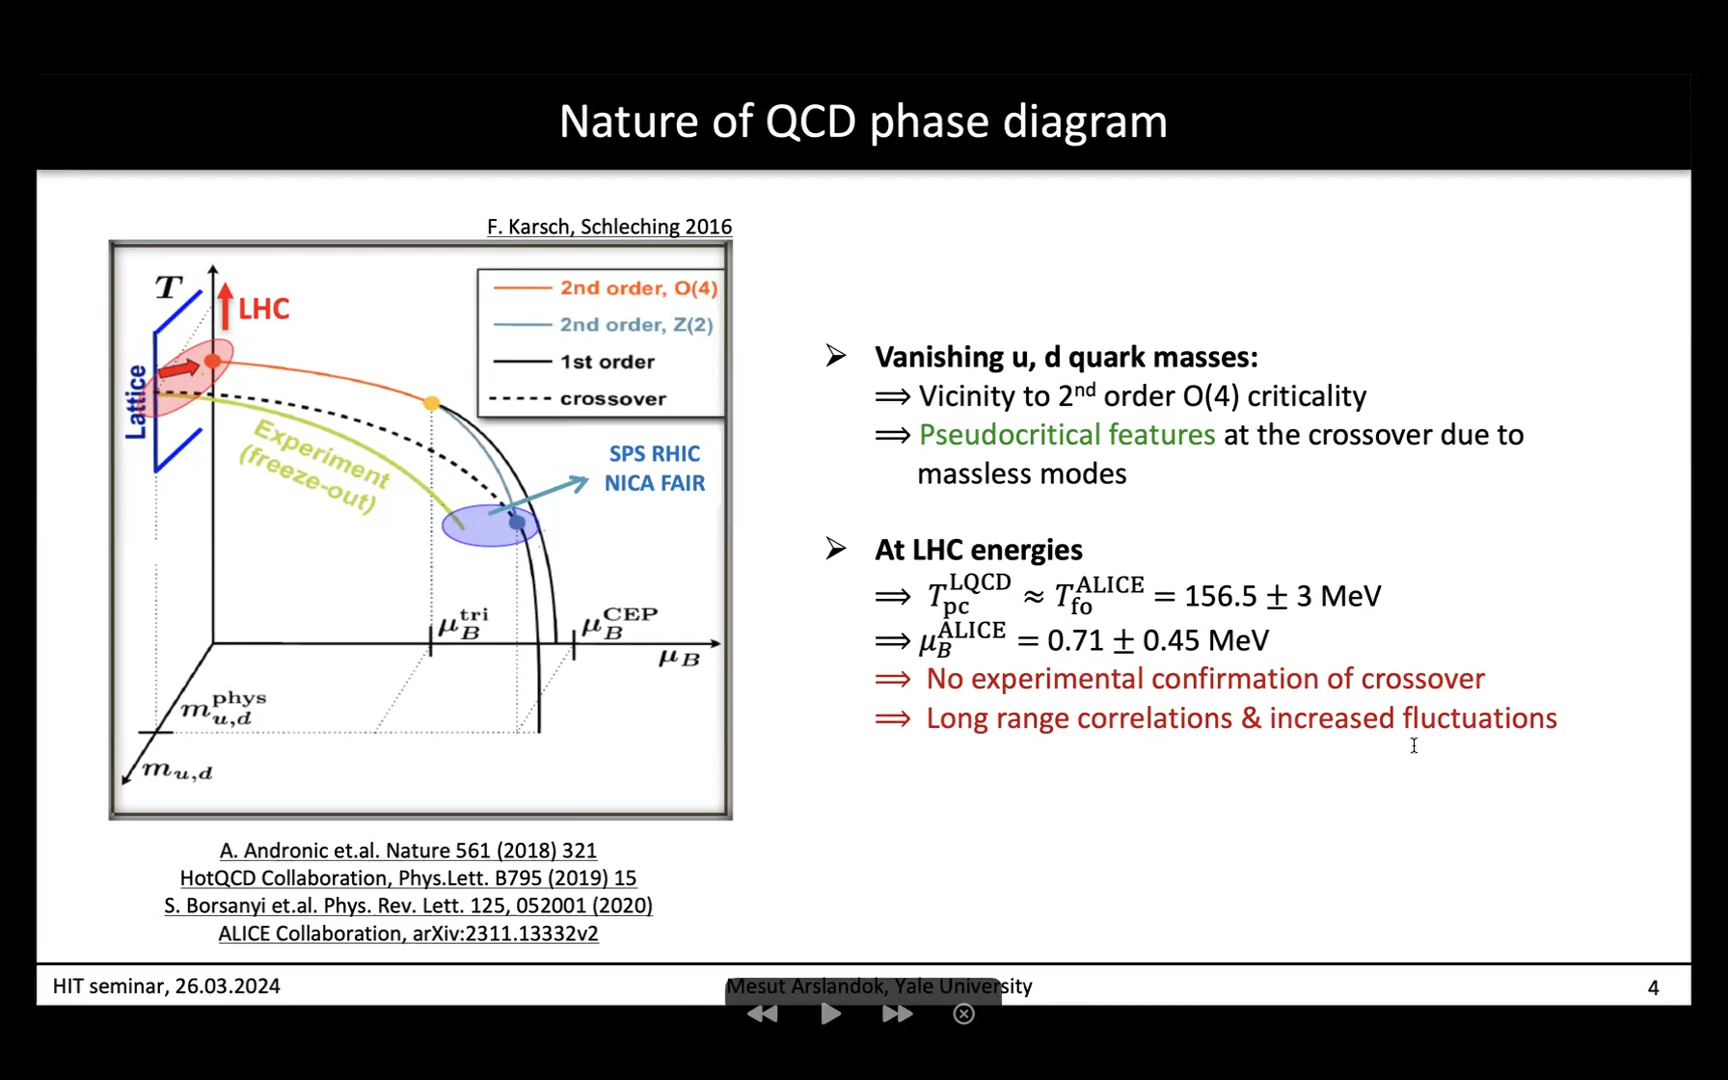 Nature of QCD phase diagram
F. Karsch, Schleching 2016
T
LHC
2nd order, O(4)
2nd order, Z(2)
1st order
crossover
Lattice
Experiment
(freeze-out)
SPS RHIC
NICA FAIR
μ_B^tri
μ_B^CEP
μ_B
m_u,d^phys
m_u,d
A. Andronic et.al. Nature 561 (2018) 321
HotQCD Collaboration, Phys.Lett. B795 (2019) 15
S. Borsanyi et.al. Phys. Rev. Lett. 125, 052001 (2020)
ALICE Collaboration, arXiv:2311.13332v2
➢ Vanishing u, d quark masses:
⟹ Vicinity to 2nd order O(4) criticality
⟹ Pseudocritical features at the crossover due to
massless modes
➢ At LHC energies
⟹ T_pc^LQCD ≈ T_fo^ALICE = 156.5 ± 3 MeV
⟹ μ_B^ALICE = 0.71 ± 0.45 MeV
⟹ No experimental confirmation of crossover
⟹ Long range correlations & increased fluctuations
HIT seminar, 26.03.2024
Mesut Arslandok, Yale University
4